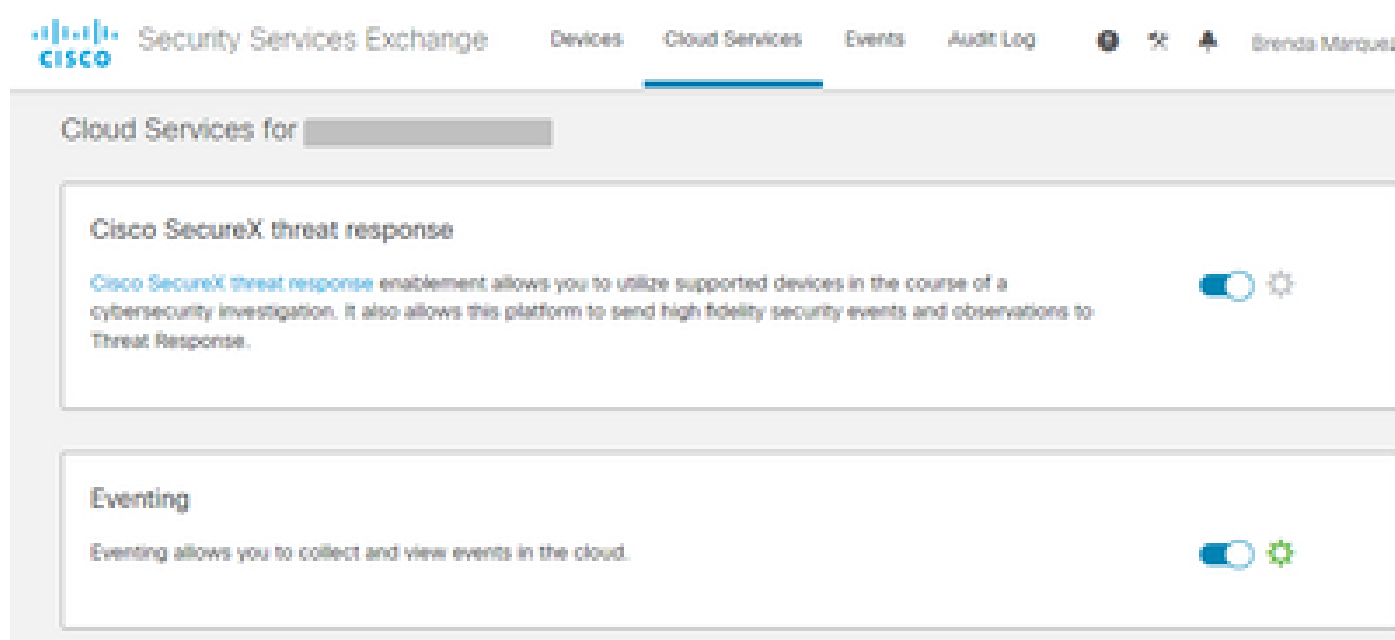 CISCO
Security Services Exchange
Devices
Cloud Services
Events
Audit Log
Brenda Marquez
Cloud Services for
Cisco SecureX threat response
Cisco SecureX threat response enablement allows you to utilize supported devices in the course of a
cybersecurity investigation. It also allows this platform to send high fidelity security events and observations to
Threat Response.
Eventing
Eventing allows you to collect and view events in the cloud.